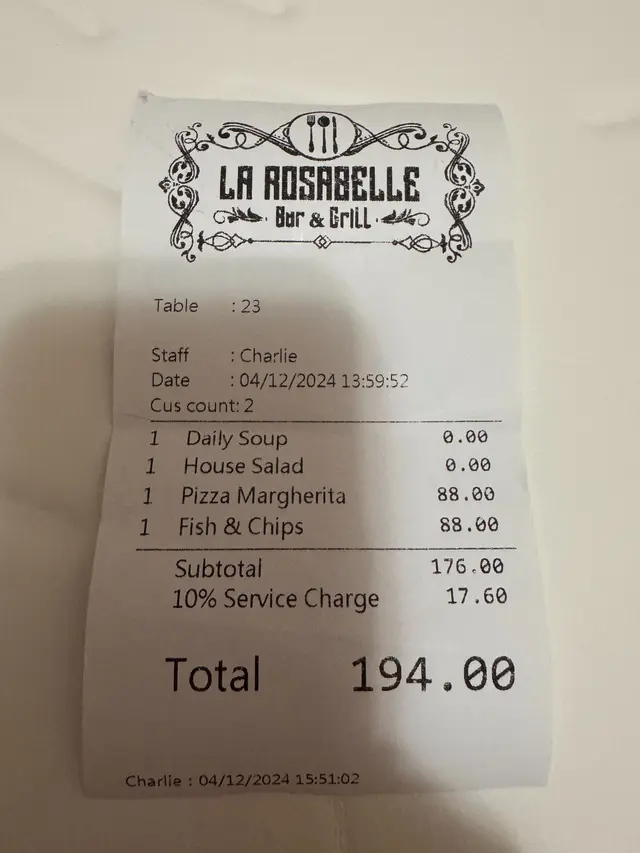 LA ROSABELLE
Bar & Grill
Table : 23
Staff : Charlie
Date : 04/12/2024 13:59:52
Cus count: 2
1 Daily Soup 0.00
1 House Salad 0.00
1 Pizza Margherita 88.00
1 Fish & Chips 88.00
Subtotal 176.00
10% Service Charge 17.60
Total 194.00
Charlie : 04/12/2024 15:51:02